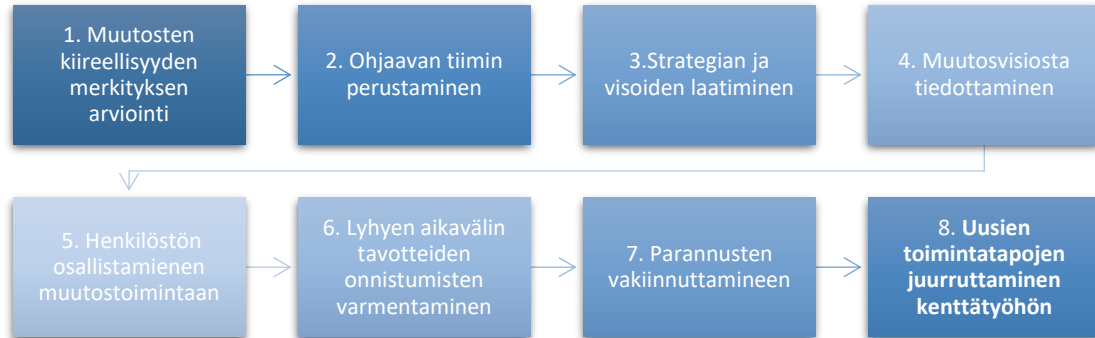 1. Muutosten
kiireellisyyden
merkityksen
arviointi
2. Ohjaavan tiimin
perustaminen
3.Strategian ja
visoiden laatiminen
4. Muutosvisiosta
tiedottaminen
5. Henkilöstön
osallistamienen
muutostoimintaan
6. Lyhyen aikavälin
tavotteiden
onnistumisten
varmentaminen
7. Parannusten
vakiinnuttamineen
8. Uusien
toimintatapojen
juurruttaminen
kenttätyöhön